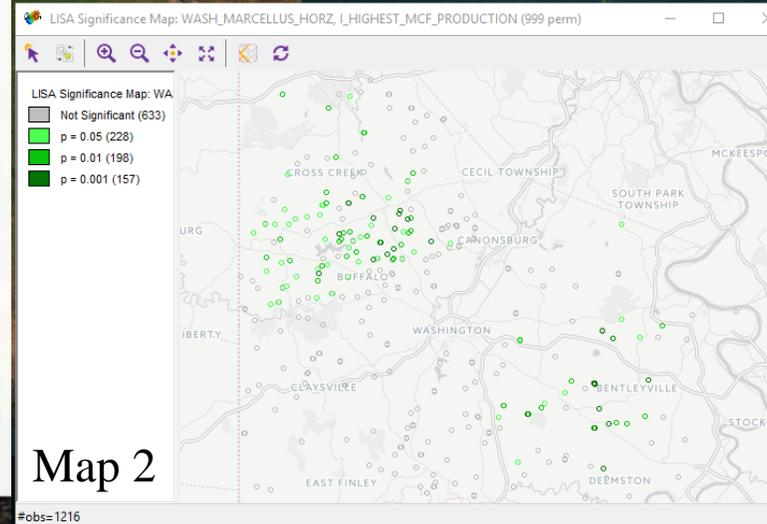 LISA Significance Map: WASH_MARCELLUS_HORZ, I_HIGHEST_MCF_PRODUCTION (999 perm)
LISA Significance Map: WA
Not Significant (633)
p = 0.05 (228)
p = 0.01 (198)
p = 0.001 (157)
MCKEESPO
CROSS CREEK
CECIL TOWNSHIP
SOUTH PARK
TOWNSHIP
URG
CANONSBURG
BUFFALO
IBERTY
WASHINGTON
CLAYSVILLE
BENTLEYVILLE
STOCK
EAST FINLEY
DEEMSTON
Map 2
#obs=1216